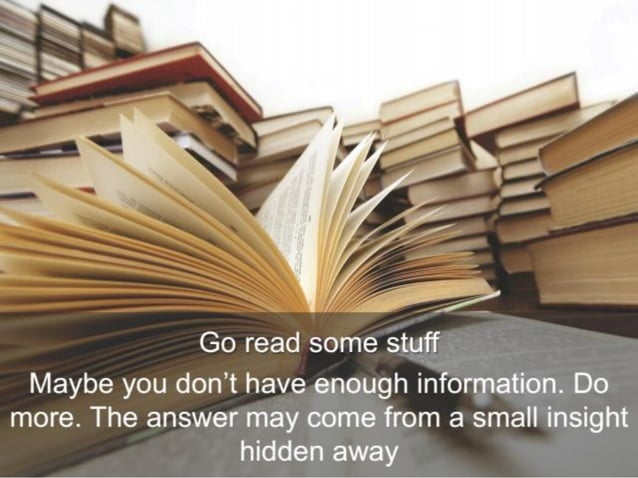 Go read some stuff
Maybe you don’t have enough information. Do
more. The answer may come from a small insight
hidden away